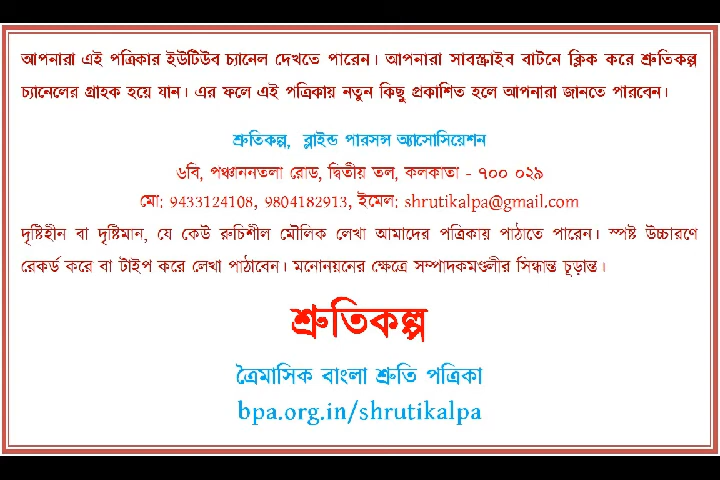 আপনারা এই পত্রিকার ইউটিউব চ্যানেল দেখতে পারেন। আপনারা সাবস্ক্রাইব বাটনে ক্লিক করে শ্রুতিকল্প
চ্যানেলের গ্রাহক হয়ে যান। এর ফলে এই পত্রিকায় নতুন কিছু প্রকাশিত হলে আপনারা জানতে পারবেন।
শ্রুতিকল্প, ব্লাইন্ড পারসন্স অ্যাসোসিয়েশন
৬বি, পঞ্চাননতলা রোড, দ্বিতীয় তল, কলকাতা - ৭০০ ০২৯
মো: 9433124108, 9804182913, ইমেল: shrutikalpa@gmail.com
দৃষ্টিহীন বা দৃষ্টিমান, যে কেউ রুচিশীল মৌলিক লেখা আমাদের পত্রিকায় পাঠাতে পারেন। স্পষ্ট উচ্চারণে
রেকর্ড করে বা টাইপ করে লেখা পাঠাবেন। মনোনয়নের ক্ষেত্রে সম্পাদকমণ্ডলীর সিদ্ধান্ত চূড়ান্ত।
শ্রুতিকল্প
ত্রৈমাসিক বাংলা শ্রুতি পত্রিকা
bpa.org.in/shrutikalpa